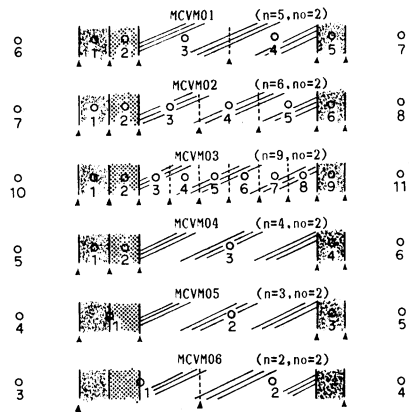 MCVM01 (n=5,no=2)
6 1 2 3 4 5 7
MCVM02 (n=6,no=2)
7 1 2 3 4 5 6 8
MCVM03 (n=9,no=2)
10 1 2 3 4 5 6 7 8 9 11
MCVM04 (n=4,no=2)
5 1 2 3 4 6
MCVM05 (n=3,no=2)
4 1 2 3 5
MCVM06 (n=2,no=2)
3 1 2 4